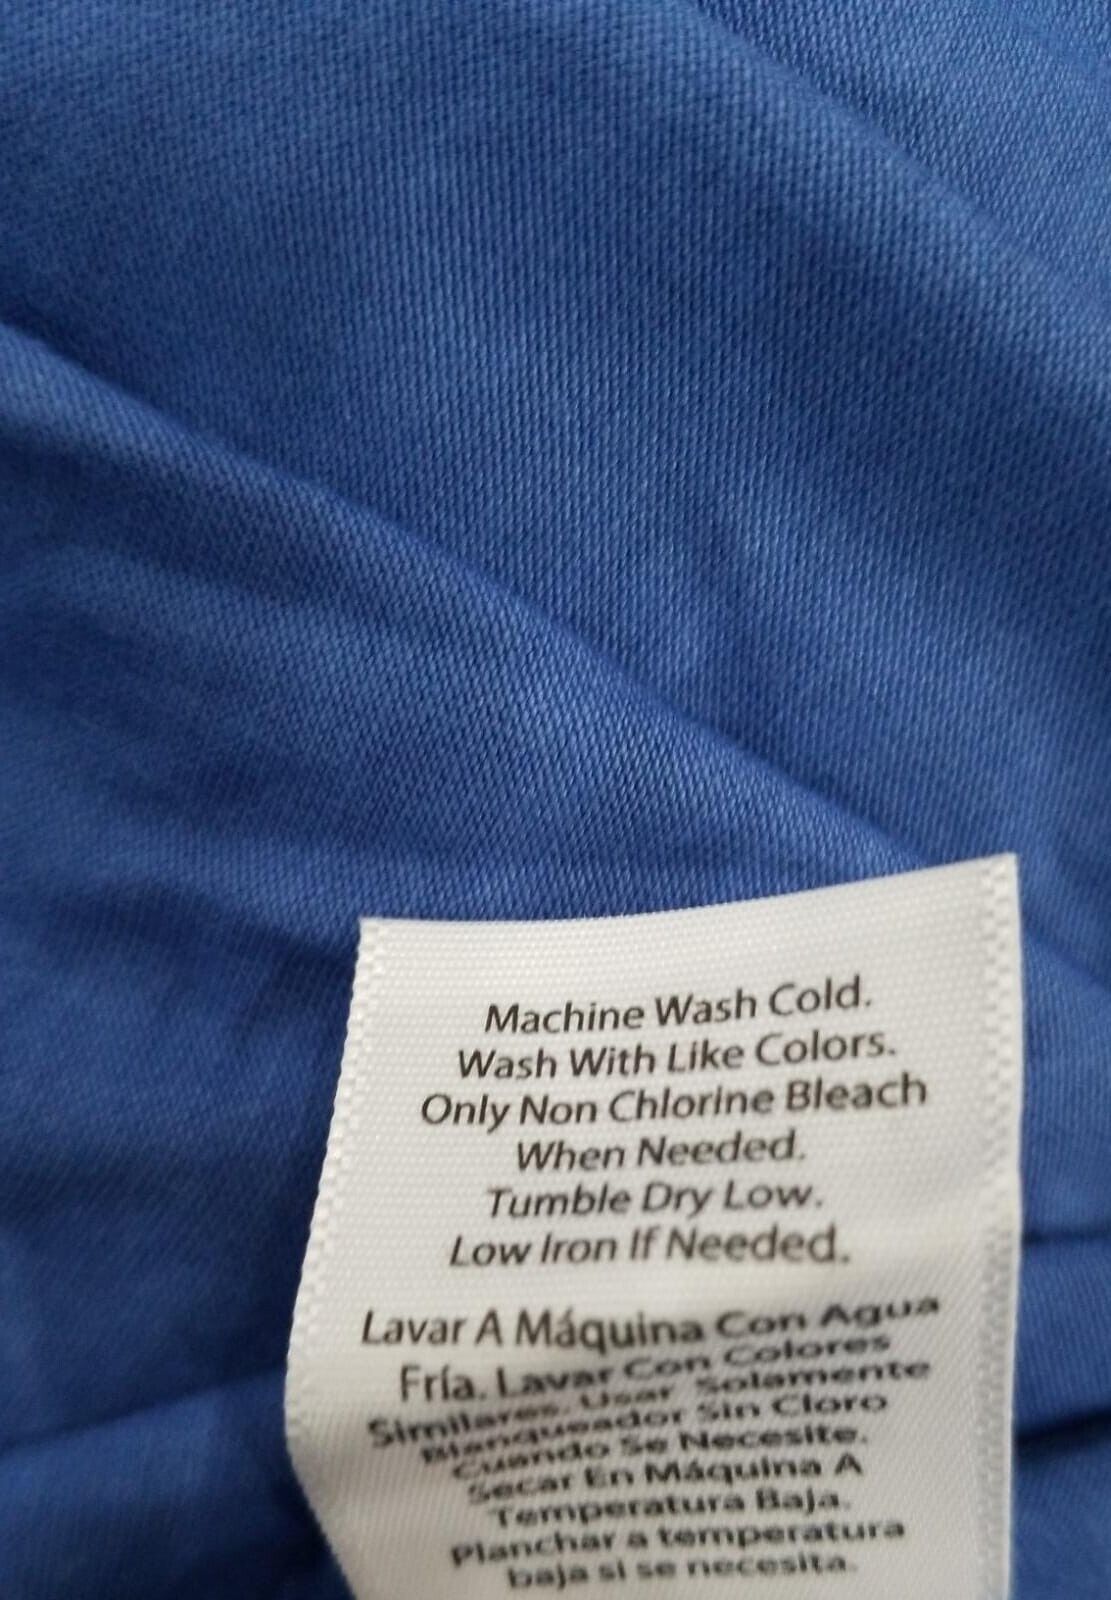 Machine Wash Cold.
Wash With Like Colors.
Only Non Chlorine Bleach
When Needed.
Tumble Dry Low.
Low Iron If Needed.
Lavar A Máquina Con Agua
Fría. Lavar Con Colores
Similares. Usar Solamente
Blanqueador Sin Cloro
Cuando Se Necesite.
Secar En Máquina A
Temperatura Baja.
Planchar a temperatura
baja si se necesita.